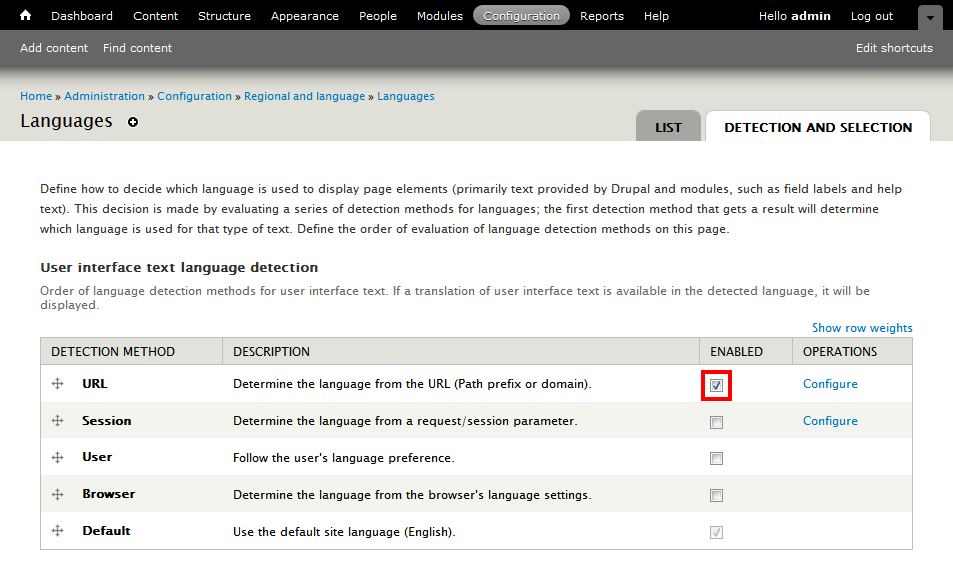 Dashboard Content Structure Appearance People Modules Configuration Reports Help Hello admin Log out
Add content Find content Edit shortcuts
Home » Administration » Configuration » Regional and language » Languages
Languages
LIST DETECTION AND SELECTION
Define how to decide which language is used to display page elements (primarily text provided by Drupal and modules, such as field labels and help
text). This decision is made by evaluating a series of detection methods for languages; the first detection method that gets a result will determine
which language is used for that type of text. Define the order of evaluation of language detection methods on this page.
User interface text language detection
Order of language detection methods for user interface text. If a translation of user interface text is available in the detected language, it will be
displayed.
Show row weights
DETECTION METHOD DESCRIPTION ENABLED OPERATIONS
URL Determine the language from the URL (Path prefix or domain). Configure
Session Determine the language from a request/session parameter. Configure
User Follow the user's language preference.
Browser Determine the language from the browser's language settings.
Default Use the default site language (English).